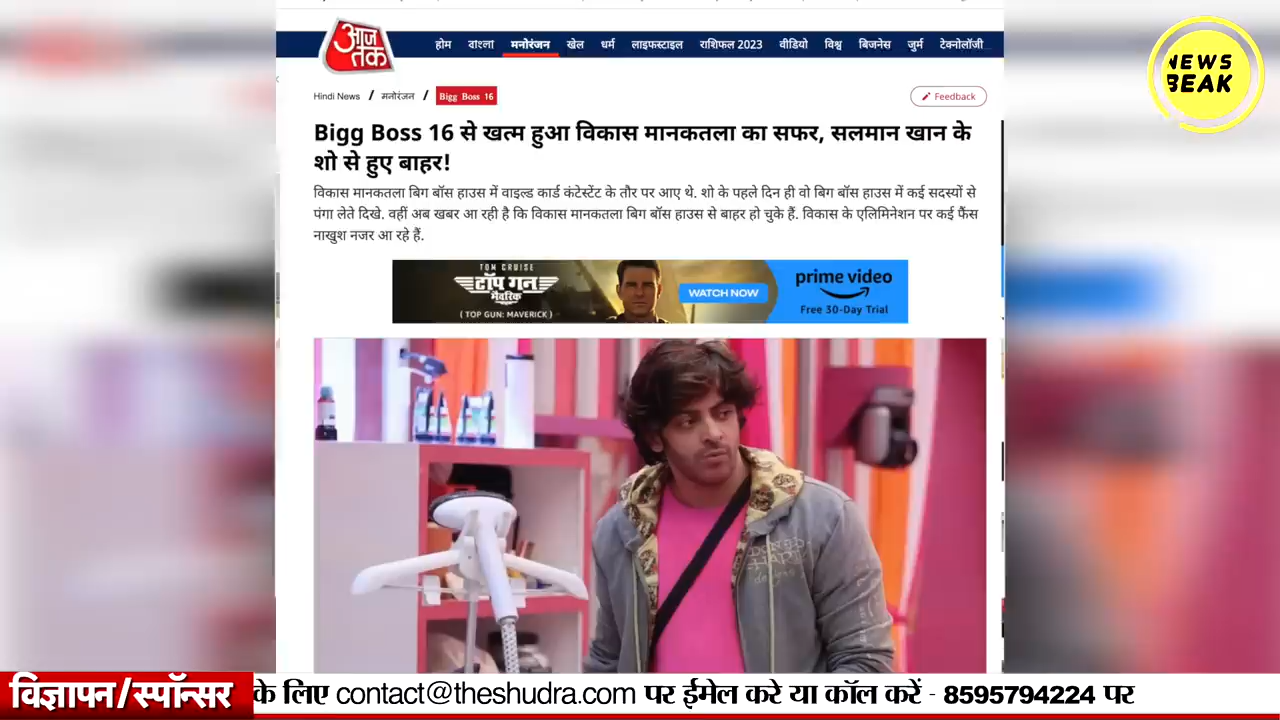 आज तक
होम বাংলা मनोरंजन खेल धर्म लाइफस्टाइल राशिफल 2023 वीडियो विश्व बिजनेस जुर्म टेक्नोलॉजी
NEWS
BEAK
Hindi News / मनोरंजन / Bigg Boss 16
Feedback
Bigg Boss 16 से खत्म हुआ विकास मानकतला का सफर, सलमान खान के
शो से हुए बाहर!
विकास मानकतला बिग बॉस हाउस में वाइल्ड कार्ड कंटेस्टेंट के तौर पर आए थे. शो के पहले दिन ही वो बिग बॉस हाउस में कई सदस्यों से
पंगा लेते दिखे. वहीं अब खबर आ रही है कि विकास मानकतला बिग बॉस हाउस से बाहर हो चुके हैं. विकास के एलिमिनेशन पर कई फैंस
नाखुश नजर आ रहे हैं.
TOM CRUISE
टॉप गन
मैवरिक
( TOP GUN: MAVERICK )
WATCH NOW
prime video
Free 30-Day Trial
विज्ञापन/स्पॉन्सर के लिए contact@theshudra.com पर ईमेल करे या कॉल करें - 8595794224 पर